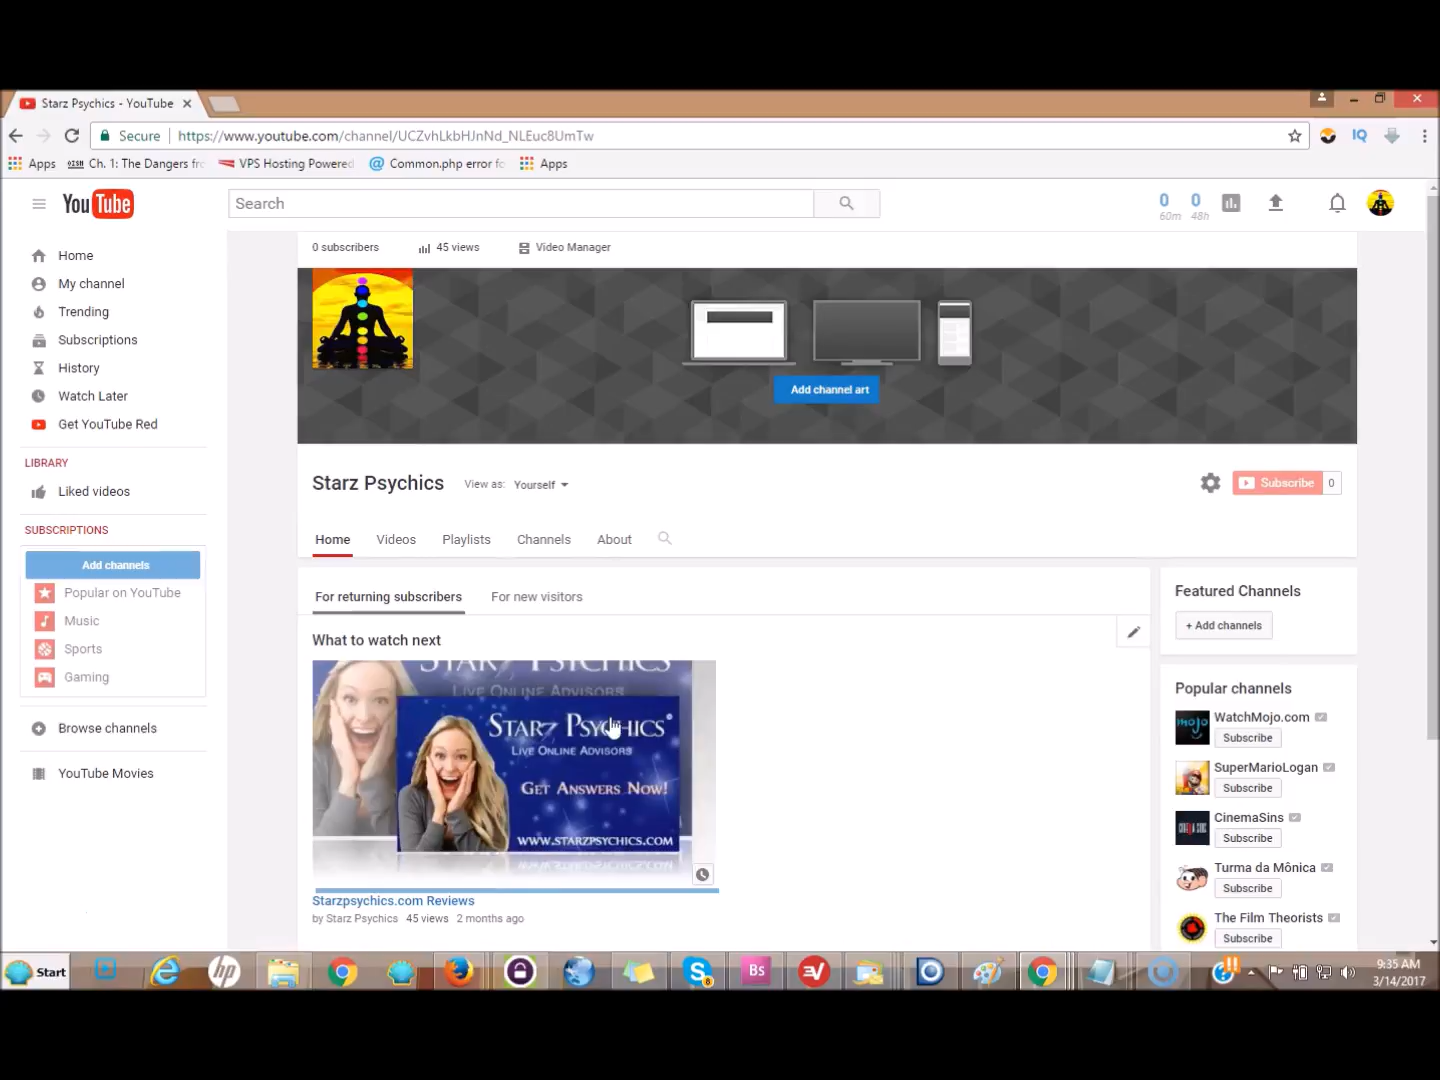 Starz Psychics - YouTube
Secure https://www.youtube.com/channel/UCZvhLkbHJnNd_NLEuc8UmTw
Apps Ch. 1: The Dangers fr VPS Hosting Powered Common.php error fo Apps
YouTube
Search
0 0
60m 48h
0 subscribers 45 views Video Manager
Home
My channel
Trending
Subscriptions
History
Watch Later
Get YouTube Red
LIBRARY
Liked videos
SUBSCRIPTIONS
Add channels
Popular on YouTube
Music
Sports
Gaming
Browse channels
YouTube Movies
Add channel art
Starz Psychics View as: Yourself
Subscribe 0
Home Videos Playlists Channels About
For returning subscribers For new visitors
What to watch next
STARZ PSYCHICS
LIVE ONLINE ADVISORS
STARZ PSYCHICS®
LIVE ONLINE ADVISORS
GET ANSWERS NOW!
WWW.STARZPSYCHICS.COM
Starzpsychics.com Reviews
by Starz Psychics 45 views 2 months ago
Featured Channels
+ Add channels
Popular channels
mojo
WatchMojo.com
Subscribe
SuperMarioLogan
Subscribe
CinemaSins
Subscribe
Turma da Mônica
Subscribe
The Film Theorists
Subscribe
Start
hp
8
Bs
9:35 AM
3/14/2017